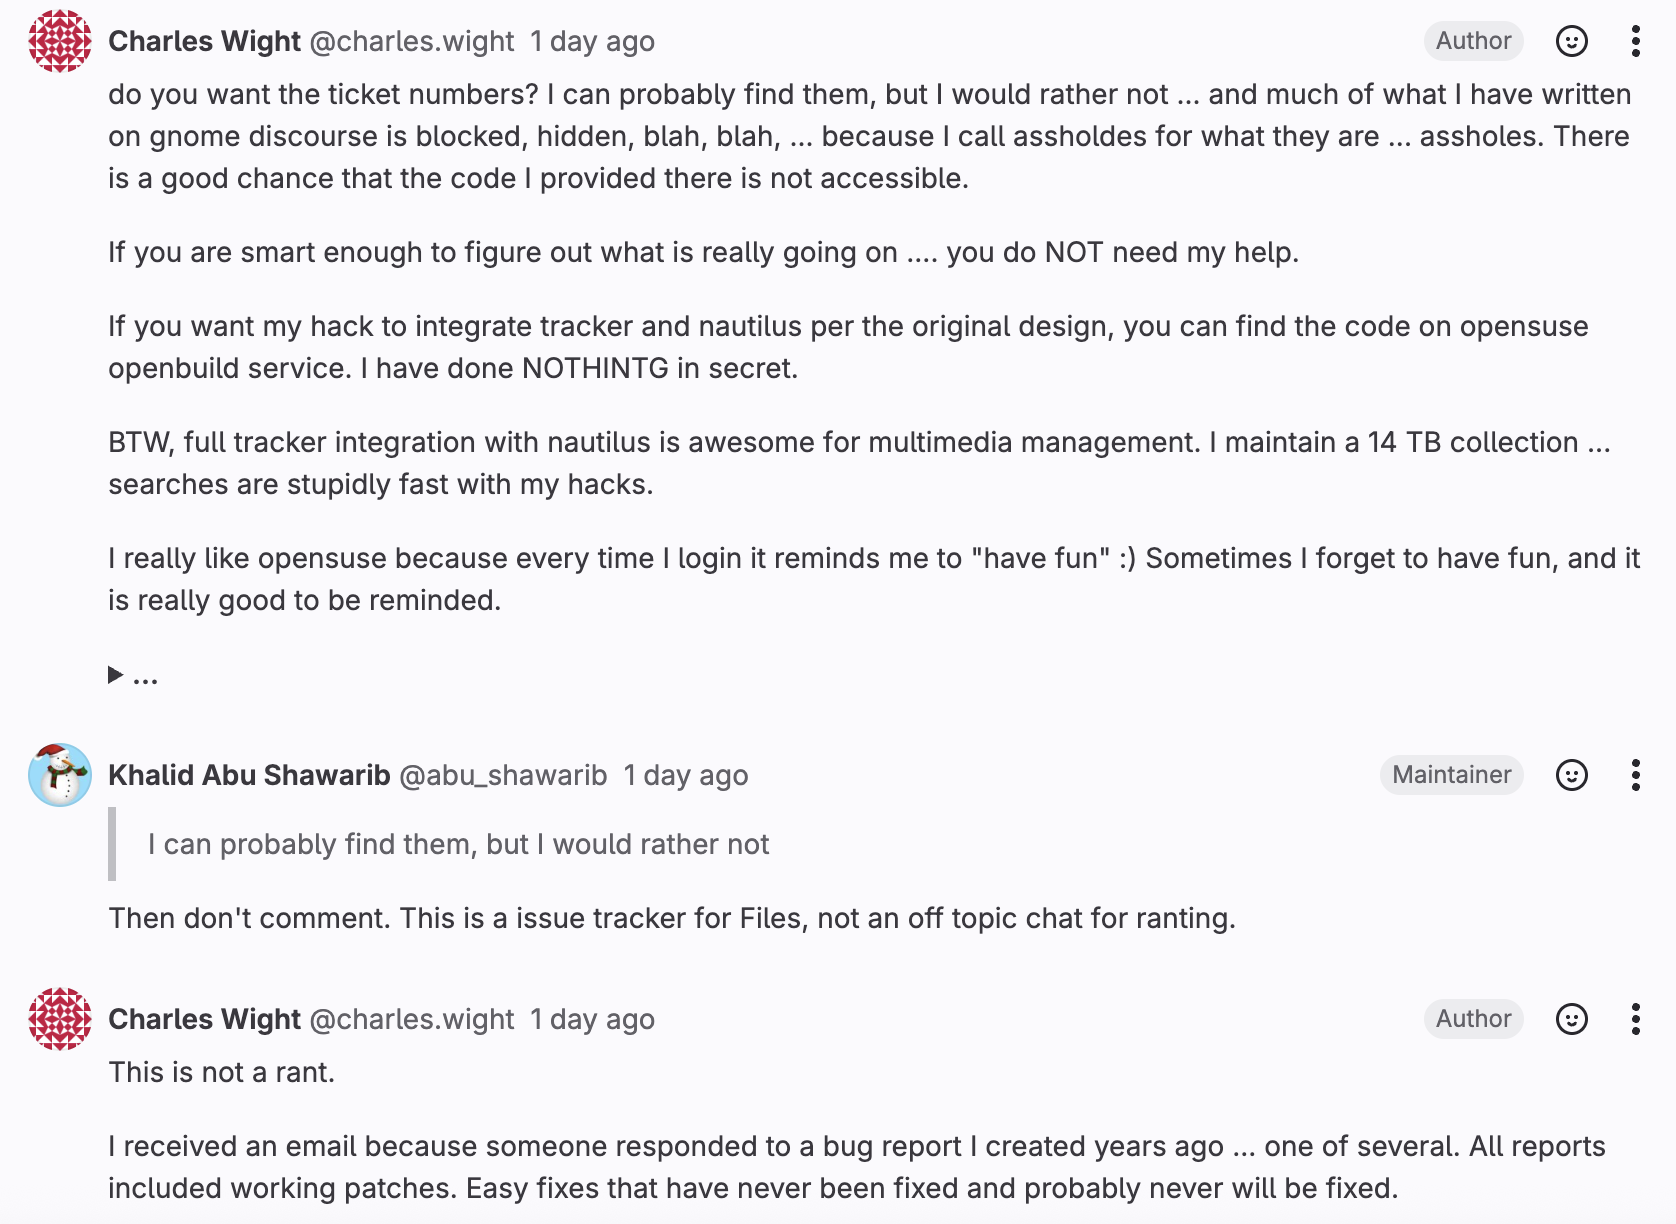 Charles Wight @charles.wight 1 day ago Author
do you want the ticket numbers? I can probably find them, but I would rather not ... and much of what I have written
on gnome discourse is blocked, hidden, blah, blah, ... because I call assholdes for what they are ... assholes. There
is a good chance that the code I provided there is not accessible.
If you are smart enough to figure out what is really going on .... you do NOT need my help.
If you want my hack to integrate tracker and nautilus per the original design, you can find the code on opensuse
openbuild service. I have done NOTHINTG in secret.
BTW, full tracker integration with nautilus is awesome for multimedia management. I maintain a 14 TB collection ...
searches are stupidly fast with my hacks.
I really like opensuse because every time I login it reminds me to "have fun" :) Sometimes I forget to have fun, and it
is really good to be reminded.
...
Khalid Abu Shawarib @abu_shawarib 1 day ago Maintainer
I can probably find them, but I would rather not
Then don't comment. This is a issue tracker for Files, not an off topic chat for ranting.
Charles Wight @charles.wight 1 day ago Author
This is not a rant.
I received an email because someone responded to a bug report I created years ago ... one of several. All reports
included working patches. Easy fixes that have never been fixed and probably never will be fixed.